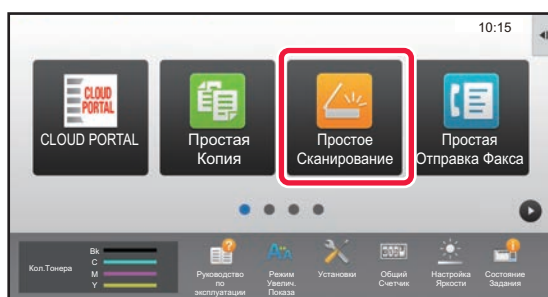 10:15
CLOUD
PORTAL
CLOUD PORTAL
Простая
Копия
Простое
Сканирование
Простая
Отправка Факса
Кол.Тонера
Bk
C
M
Y
Руководство
по
эксплуатации
Режим
Увелич.
Показа
Установки
Общий
Счетчик
Настройка
Яркости
Состояние
Задания